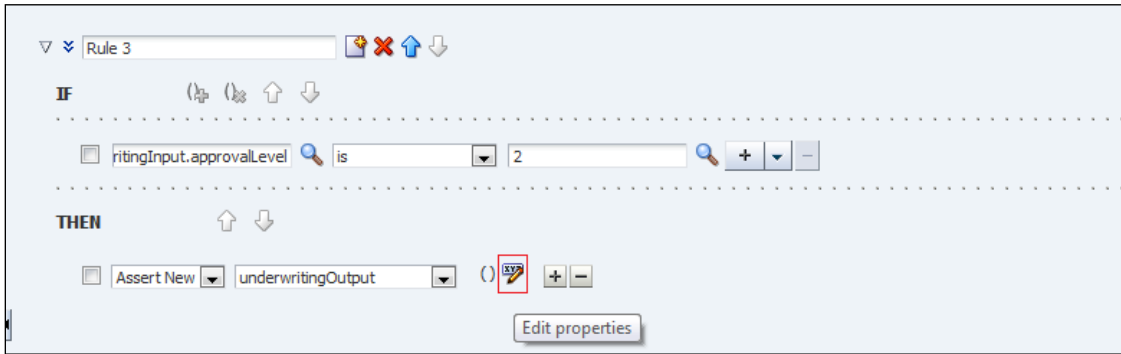 Rule 3
IF
ritingInput.approvalLevel is 2
THEN
Assert New underwritingOutput ()
Edit properties